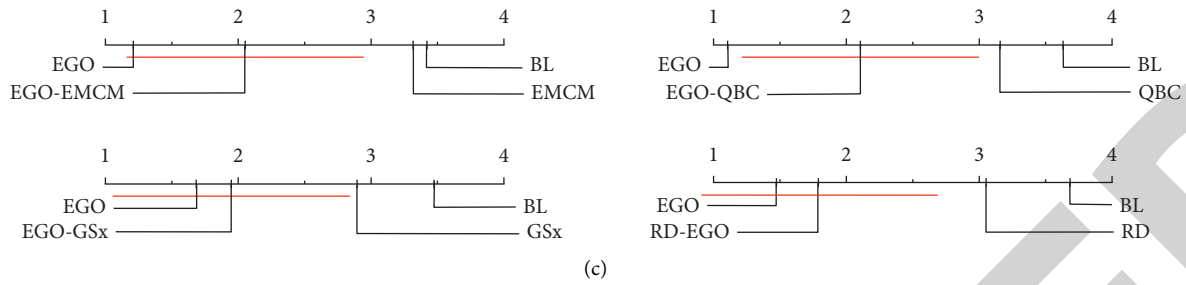 1 2 3 4
EGO BL
EGO-EMCM EMCM
1 2 3 4
EGO BL
EGO-QBC QBC
1 2 3 4
EGO BL
EGO-GSx GSx
1 2 3 4
EGO BL
RD-EGO RD
(c)